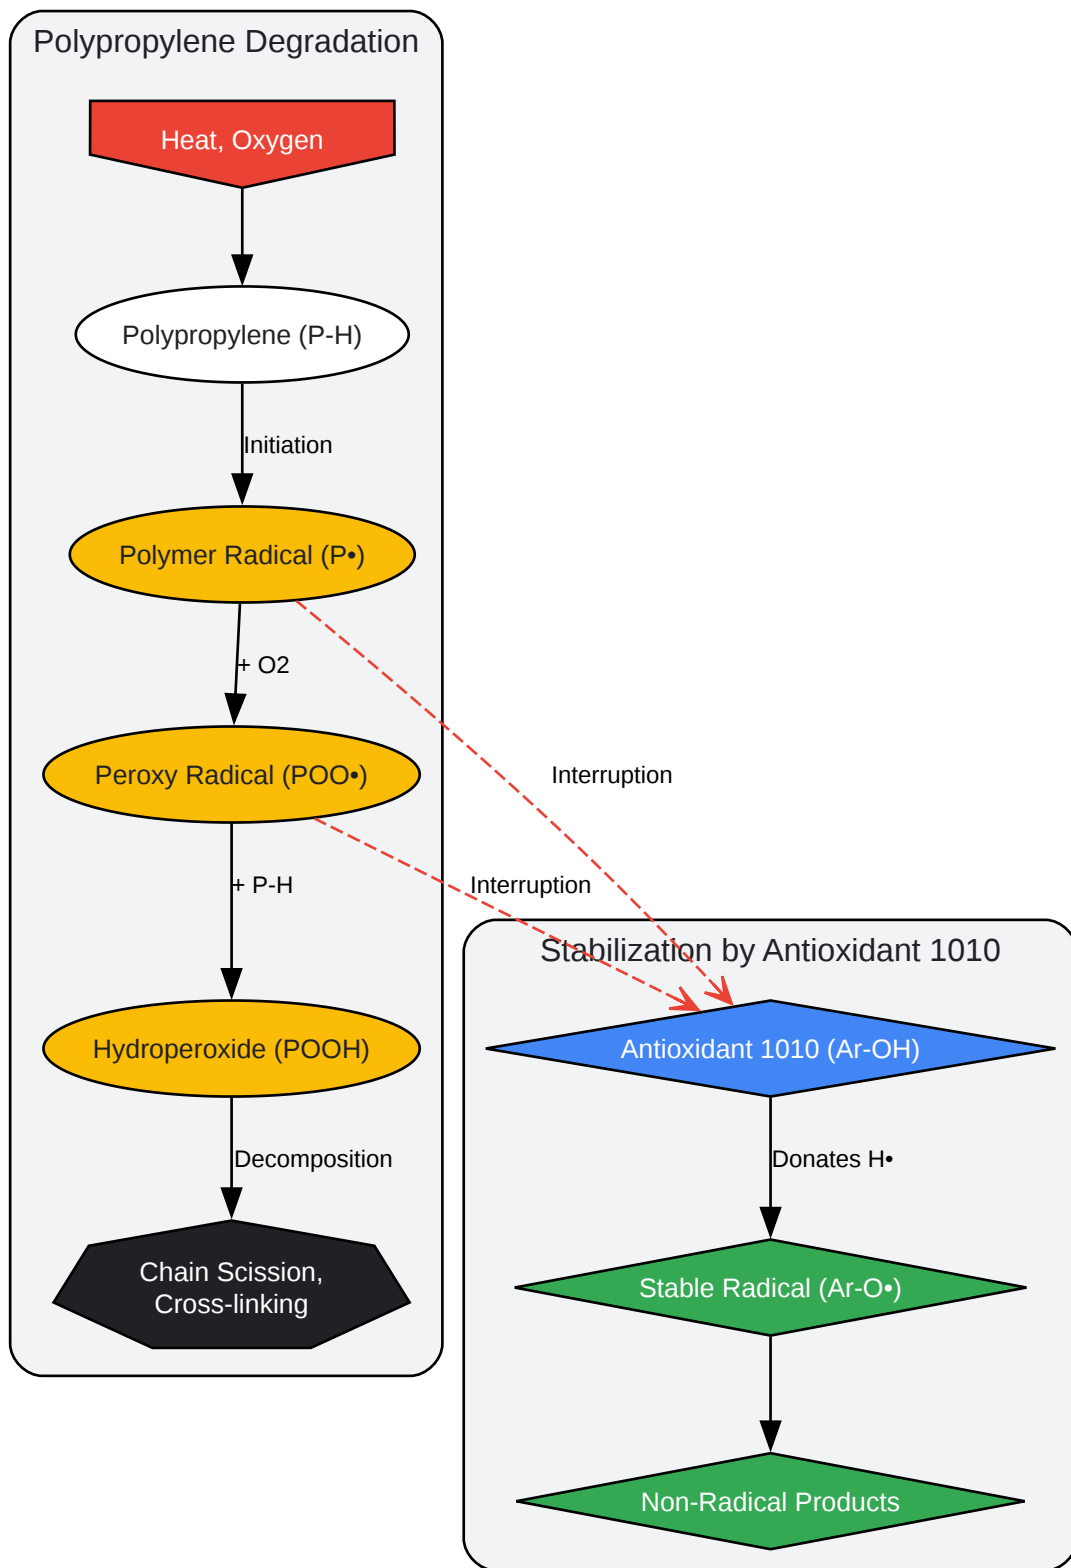 Polypropylene Degradation
Heat, Oxygen
Polypropylene (P-H)
Initiation
Polymer Radical (P•)
+ O2
Peroxy Radical (POO•)
Interruption
+ P-H
Interruption
Stabilization by Antioxidant 1010
Hydroperoxide (POOH)
Antioxidant 1010 (Ar-OH)
Decomposition
Donates H•
Chain Scission,
Cross-linking
Stable Radical (Ar-O•)
Non-Radical Products